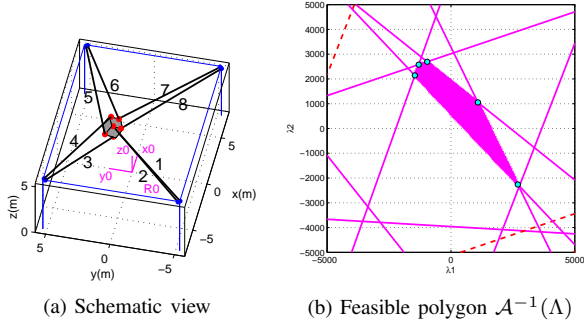 6
7
5
8
4
3
z0
x0
1
y0
2
R0
5
0
z(m)
5
0
−5
y(m)
5
0
−5
x(m)
5000
4000
3000
2000
1000
0
−1000
−2000
−3000
−4000
−5000
λ2
−5000
0
5000
λ1
(a) Schematic view
(b) Feasible polygon 𝒜⁻¹(Λ)